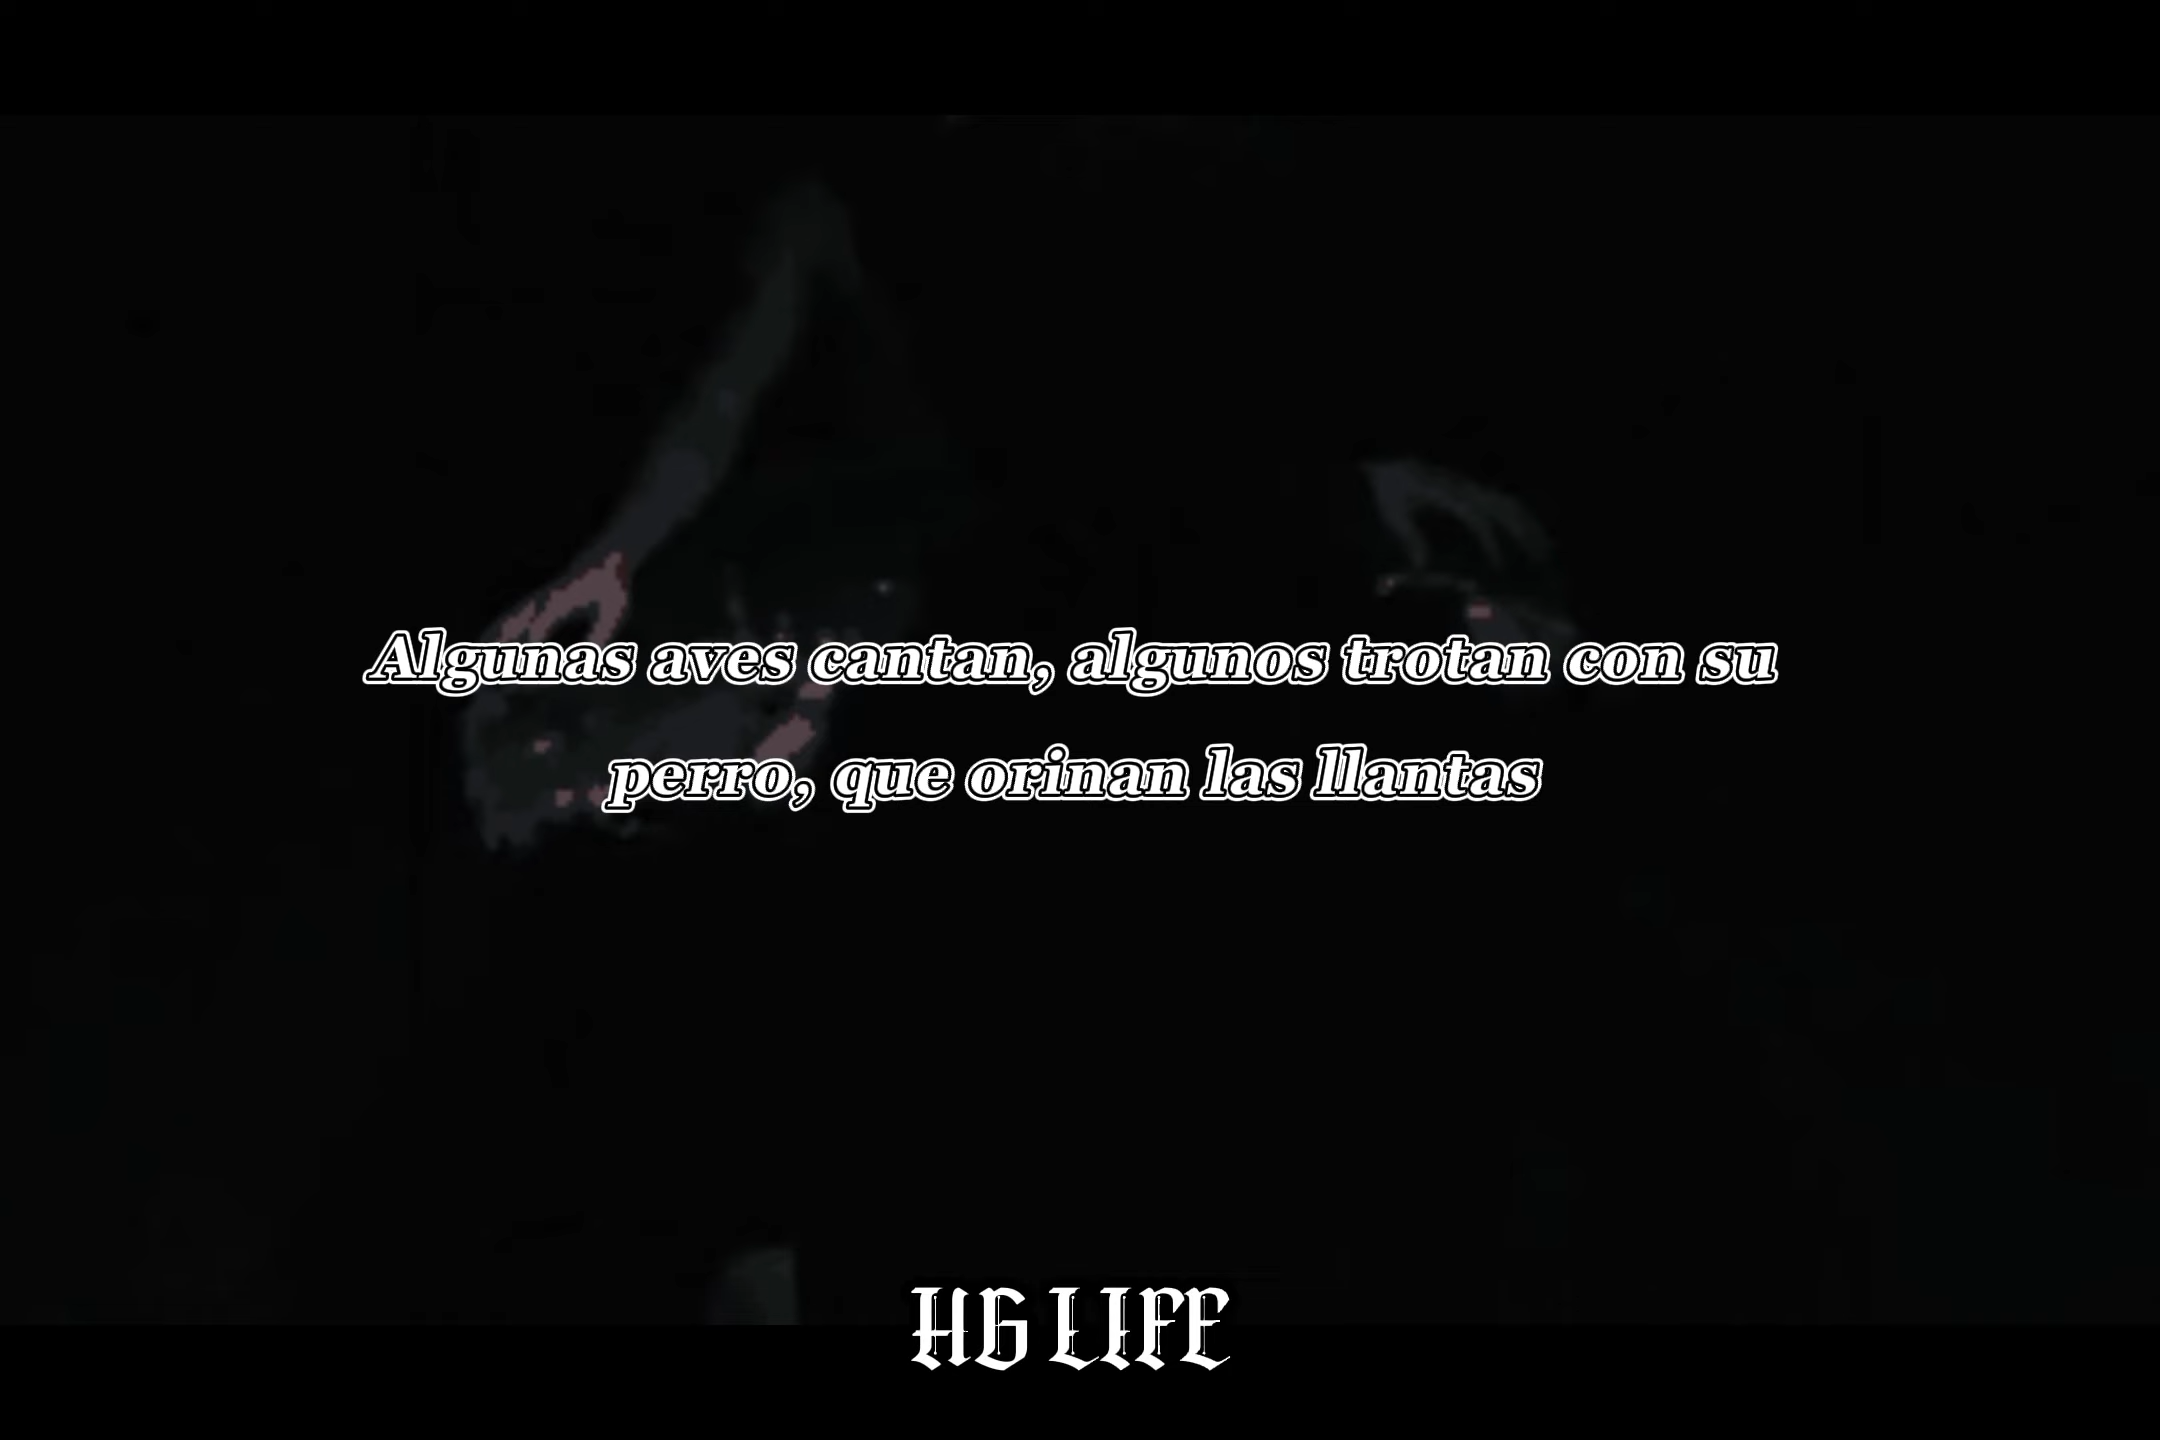 Algunas aves cantan, algunos trotan con su
perro, que orinan las llantas
HG LIFE